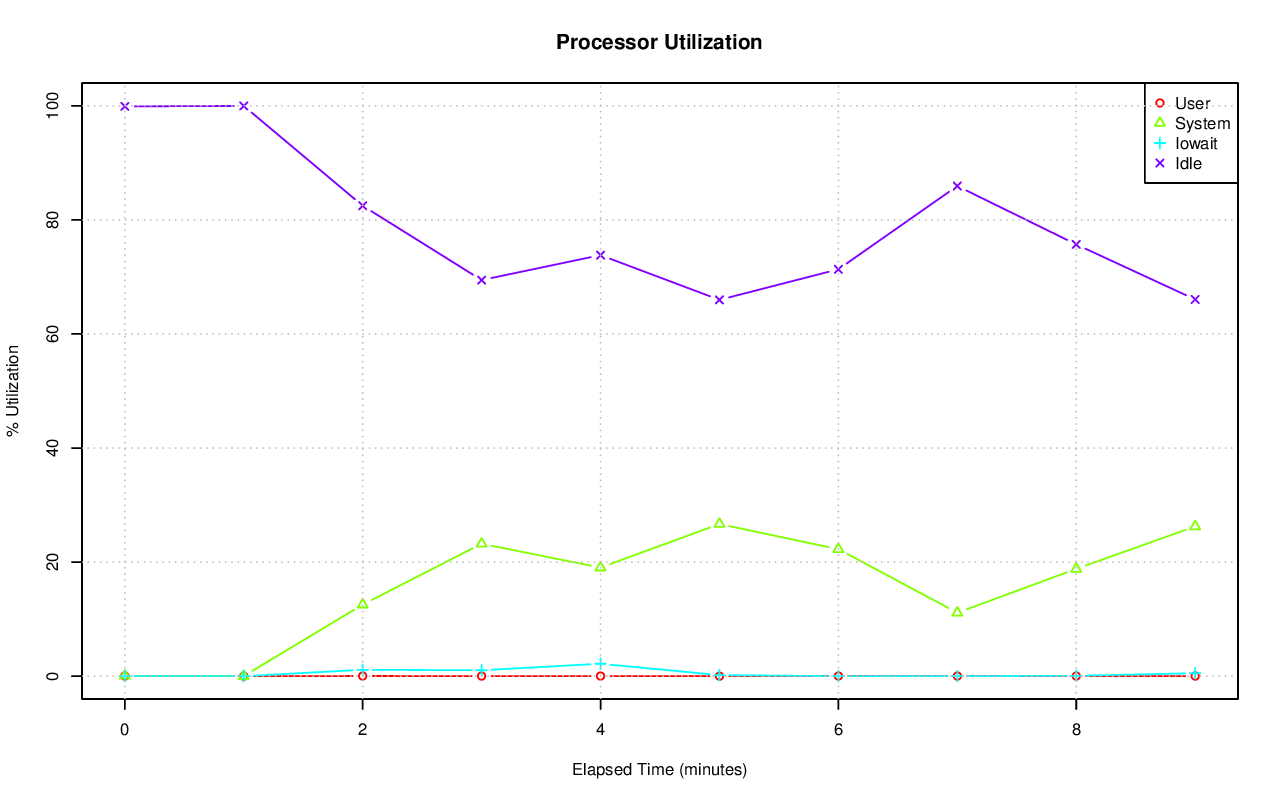 Processor Utilization
User
System
Iowait
Idle
100
80
60
40
20
0
% Utilization
0 2 4 6 8
Elapsed Time (minutes)